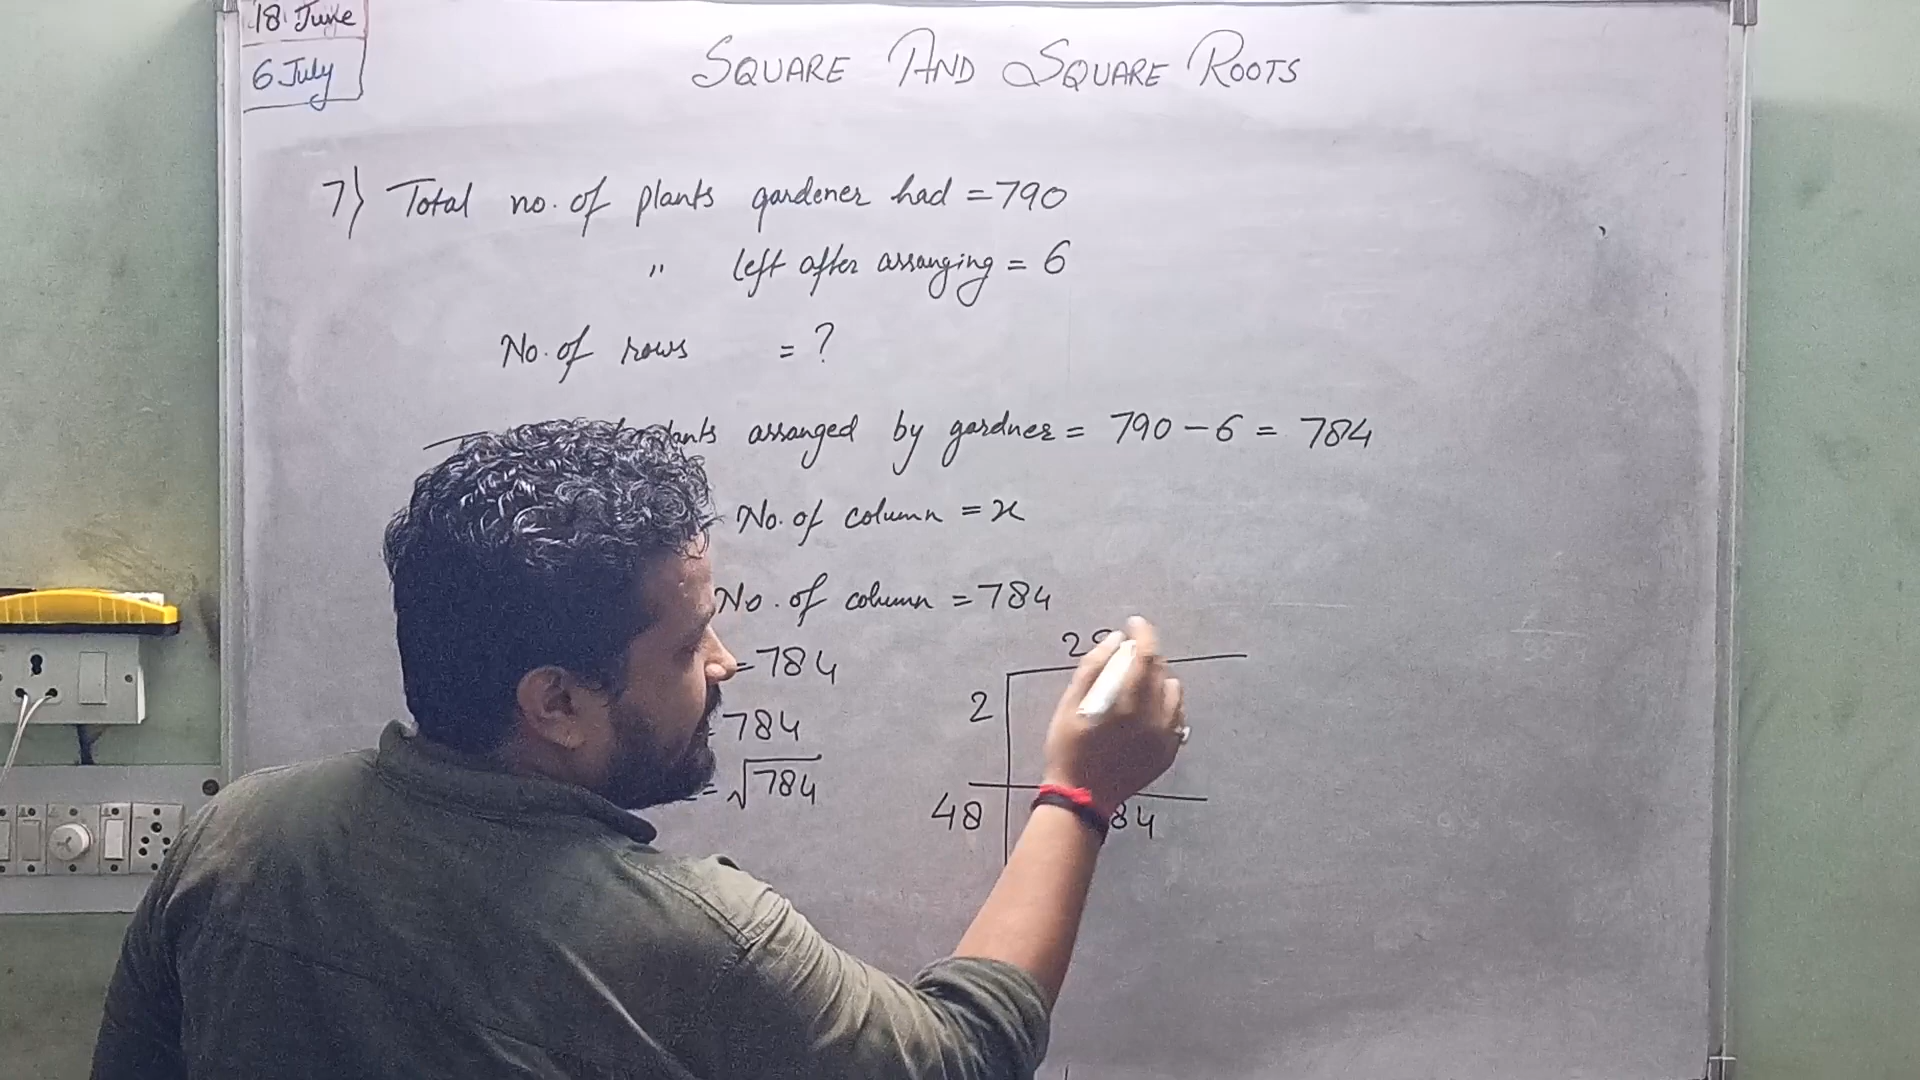 18 June
6 July
SQUARE AND SQUARE ROOTS
7) Total no. of plants gardener had = 790
" left after arranging = 6
No. of rows = ?
plants arranged by gardner = 790 - 6 = 784
No. of column = x
No. of column = 784
= 784
784
= √784
28
2
48 84